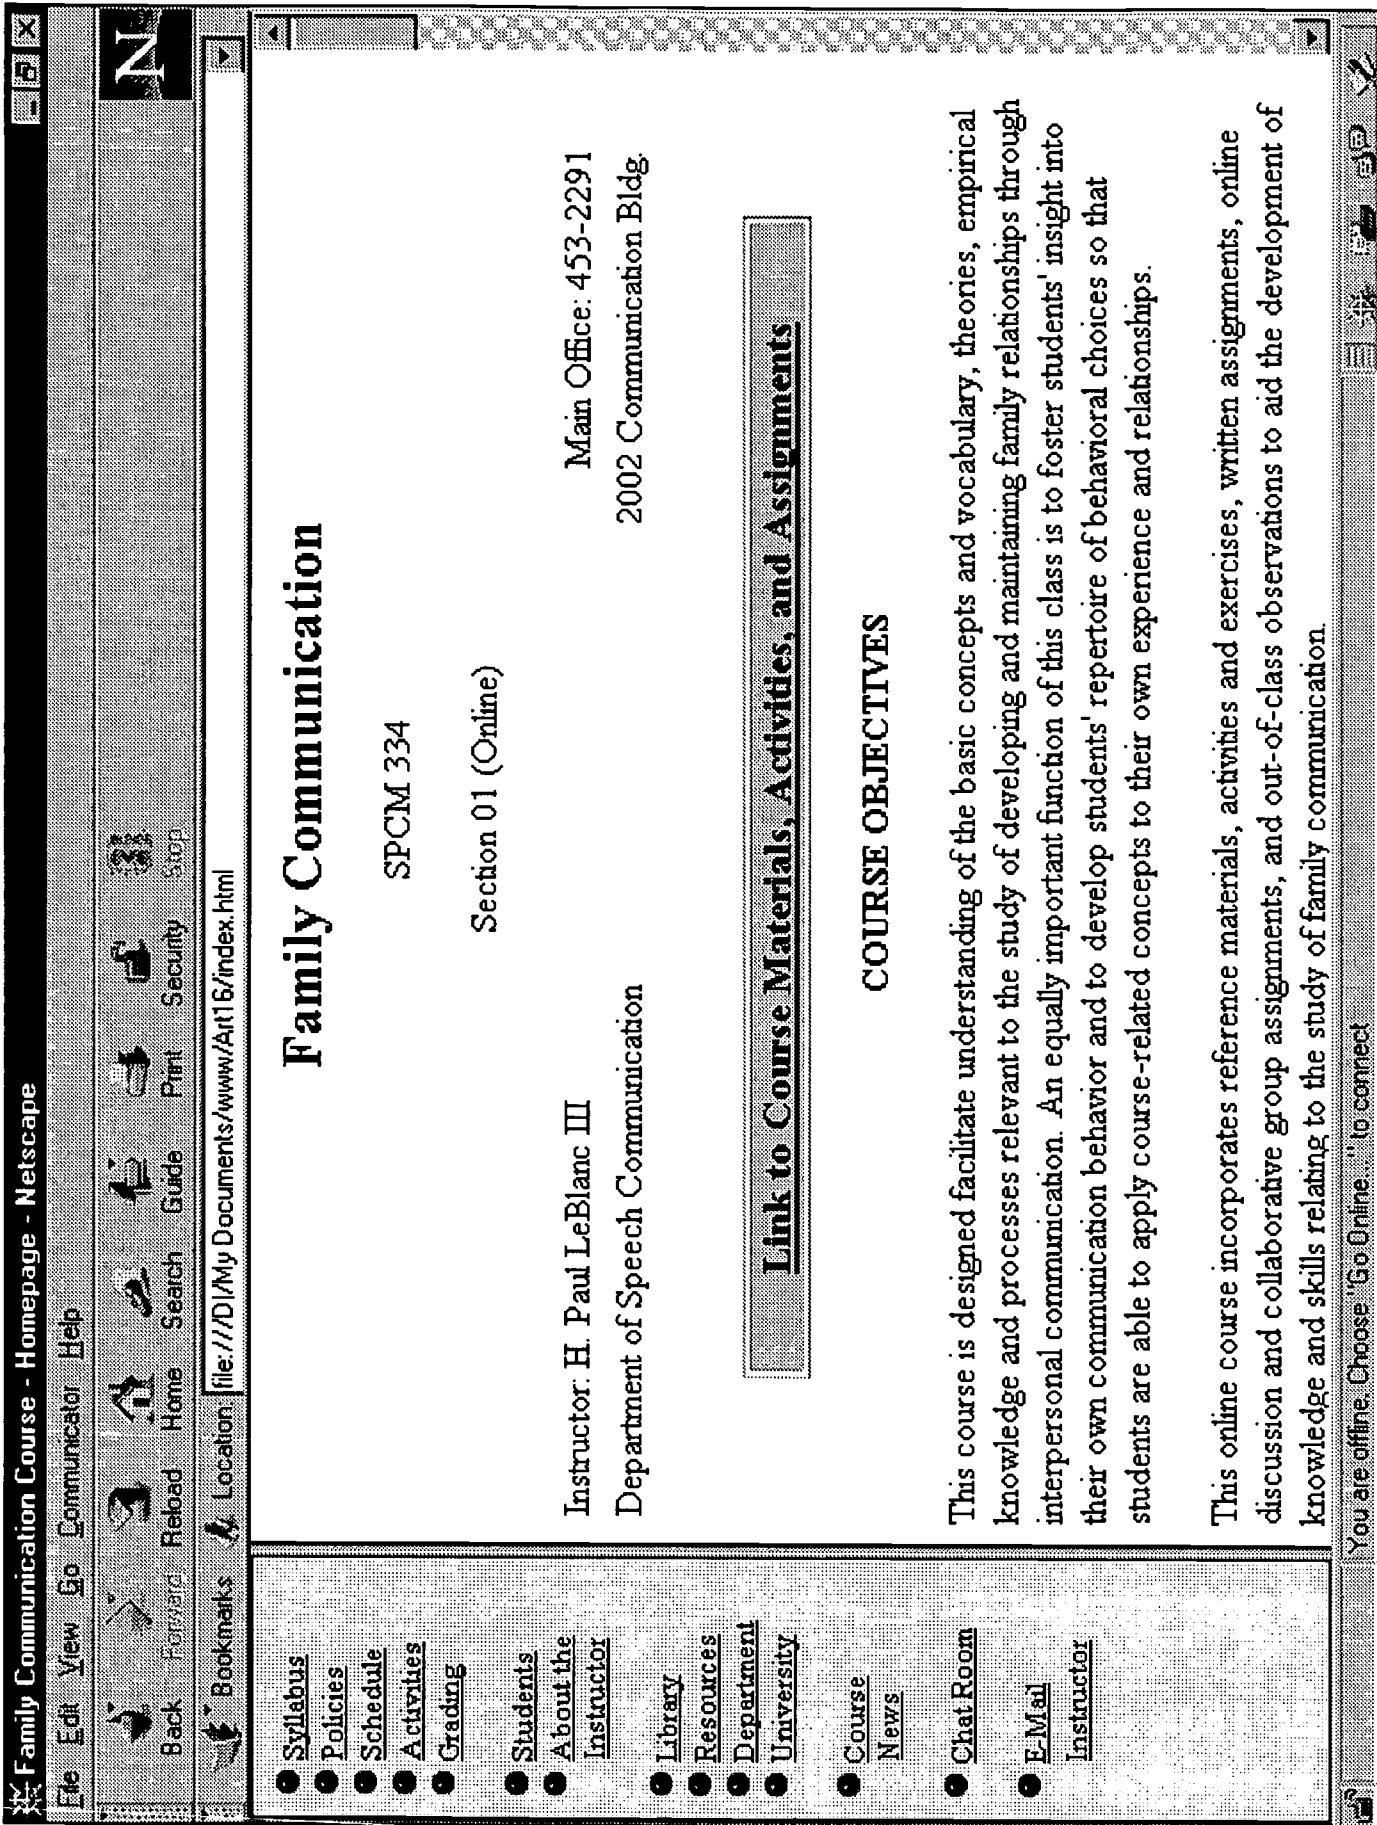 Family Communication Course - Homepage - Netscape
File Edit View Go Communicator Help
Back Forward Reload Home Search Guide Print Security Stop
N
Bookmarks Location: file:///D|/My Documents/www/Art16/index.html
Syllabus
Policies
Schedule
Activities
Grading
Students
About the
Instructor
Library
Resources
Department
University
Course
News
Chat Room
E-Mail
Instructor
Family Communication
SPCM 334
Section 01 (Online)
Instructor: H. Paul LeBlanc III Main Office: 453-2291
Department of Speech Communication 2002 Communication Bldg.
Link to Course Materials, Activities, and Assignments
COURSE OBJECTIVES
This course is designed facilitate understanding of the basic concepts and vocabulary, theories, empirical
knowledge and processes relevant to the study of developing and maintaining family relationships through
interpersonal communication. An equally important function of this class is to foster students' insight into
their own communication behavior and to develop students' repertoire of behavioral choices so that
students are able to apply course-related concepts to their own experience and relationships.
This online course incorporates reference materials, activities and exercises, written assignments, online
discussion and collaborative group assignments, and out-of-class observations to aid the development of
knowledge and skills relating to the study of family communication.
You are offline. Choose "Go Online..." to connect